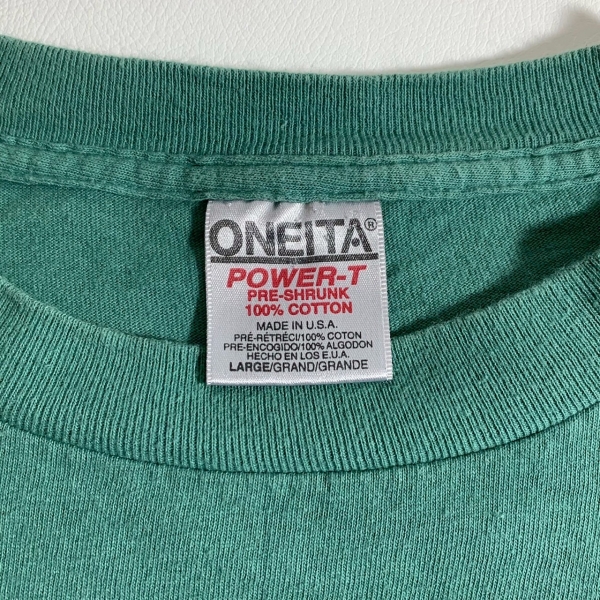 ONEITA®
POWER-T
PRE-SHRUNK
100% COTTON
MADE IN U.S.A.
PRÉ-RÉTRÉCI/100% COTON
PRE-ENCOGIDO/100% ALGODON
HECHO EN LOS E.U.A.
LARGE/GRAND/GRANDE